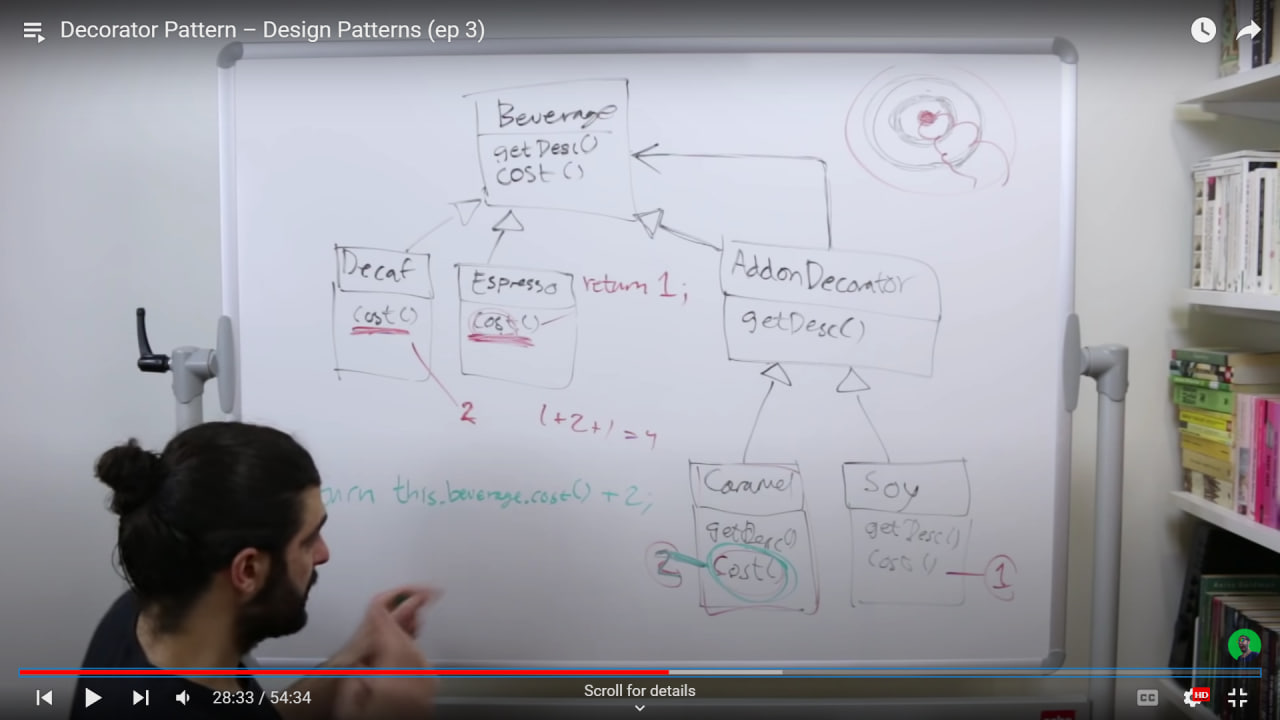 Decorator Pattern – Design Patterns (ep 3)
Beverage
getDesc()
cost()
Decaf
cost()
2
Espresso
cost()
return 1;
AddonDecorator
getDesc()
1+2+1=4
this.beverage.cost() + 2;
Caramel
getDesc()
cost()
2
Soy
getDesc()
cost()
1
28:33 / 54:34
Scroll for details
CC
HD